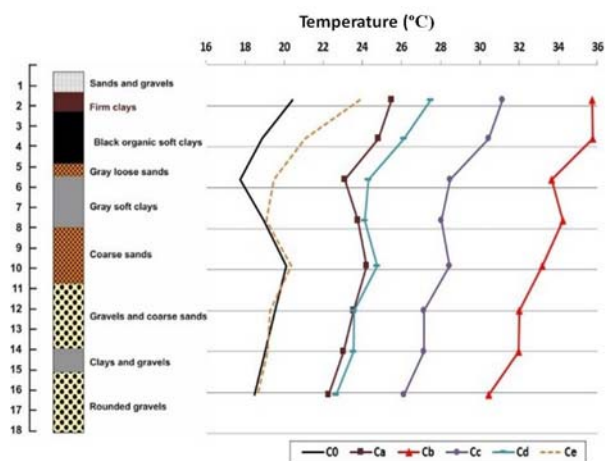 Temperature (°C)
16 18 20 22 24 26 28 30 32 34 36
1
2
3
4
5
6
7
8
9
10
11
12
13
14
15
16
17
18
Sands and gravels
Firm clays
Black organic soft clays
Gray loose sands
Gray soft clays
Coarse sands
Gravels and coarse sands
Clays and gravels
Rounded gravels
C0 Ca Cb Cc Cd Ce